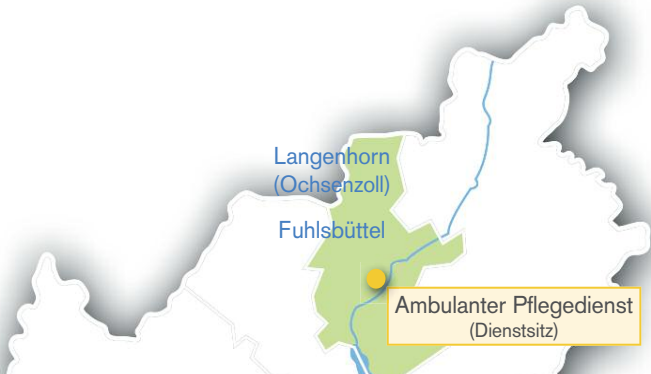 Langenhorn
(Ochsenzoll)
Fuhlsbüttel
Ambulanter Pflegedienst
(Dienstsitz)